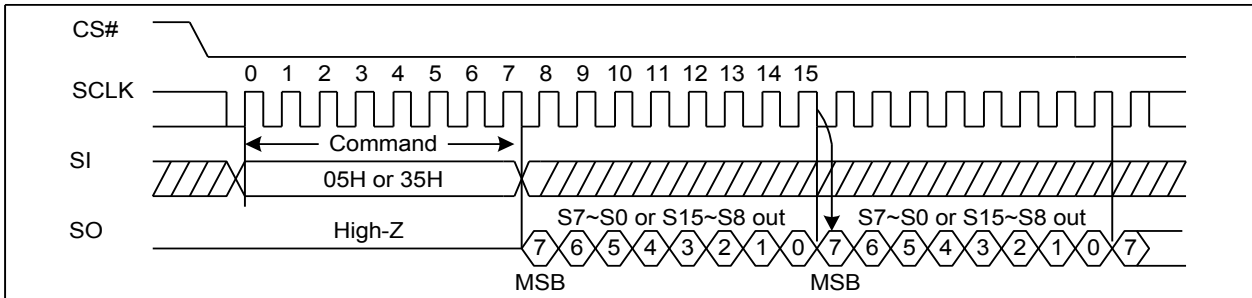 CS#
0 1 2 3 4 5 6 7 8 9 10 11 12 13 14 15
SCLK
Command
SI
05H or 35H
S7~S0 or S15~S8 out S7~S0 or S15~S8 out
SO
High-Z
7 6 5 4 3 2 1 0 7 6 5 4 3 2 1 0 7
MSB MSB